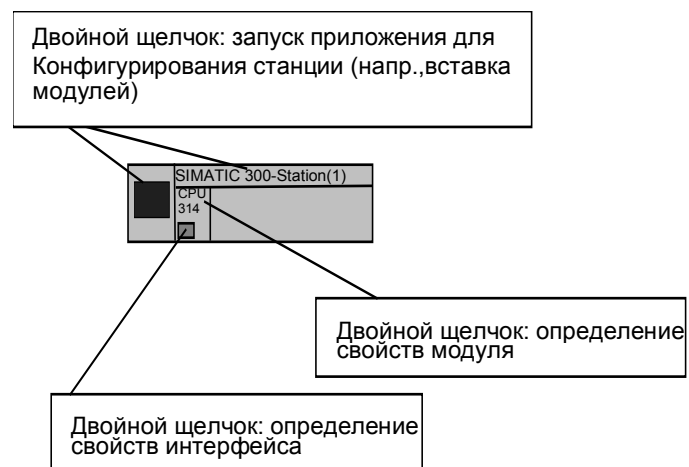 Двойной щелчок: запуск приложения для
Конфигурирования станции (напр.,вставка
модулей)
SIMATIC 300-Station(1)
CPU
314
Двойной щелчок: определение
свойств модуля
Двойной щелчок: определение
свойств интерфейса